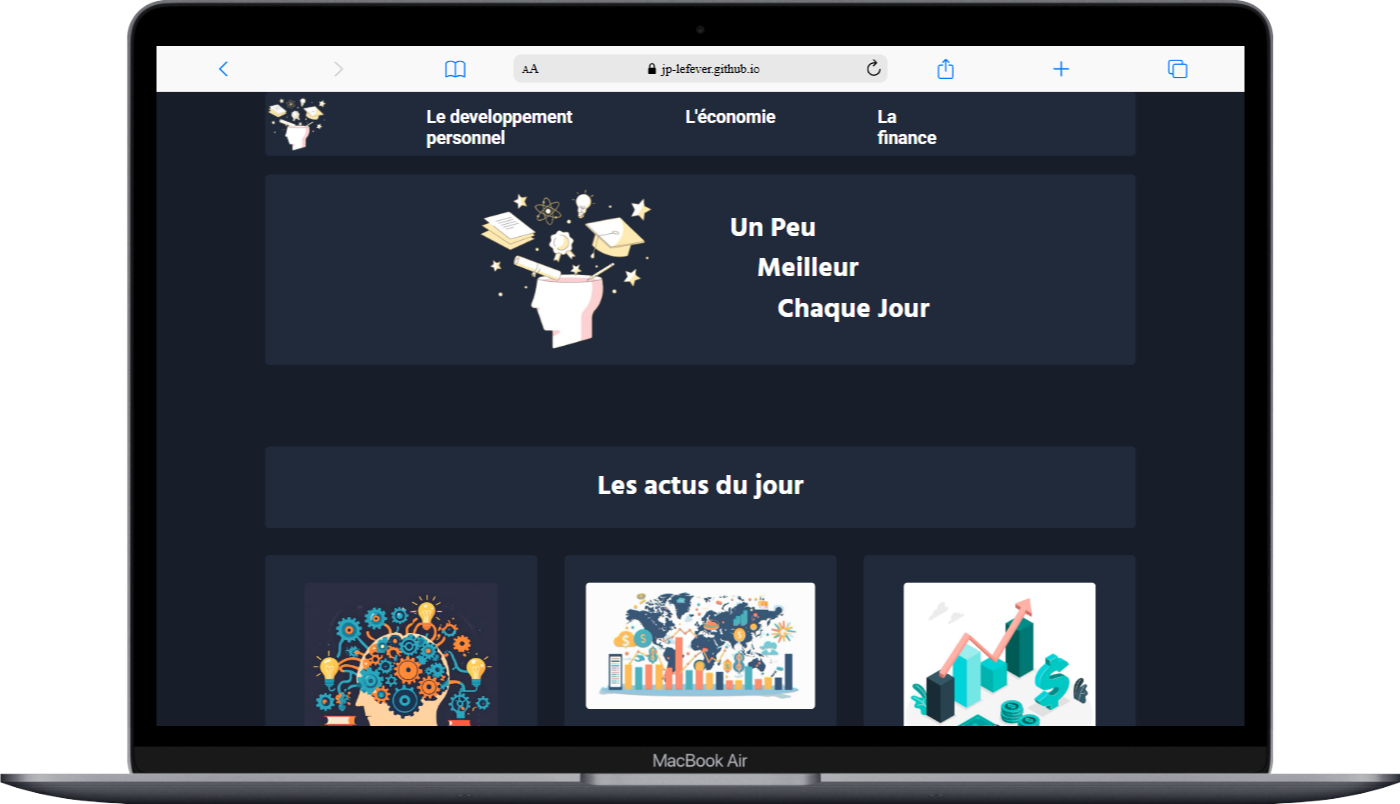 AA
jp-lefever.github.io
Le developpement
personnel
L'économie
La
finance
Un Peu
Meilleur
Chaque Jour
Les actus du jour
MacBook Air